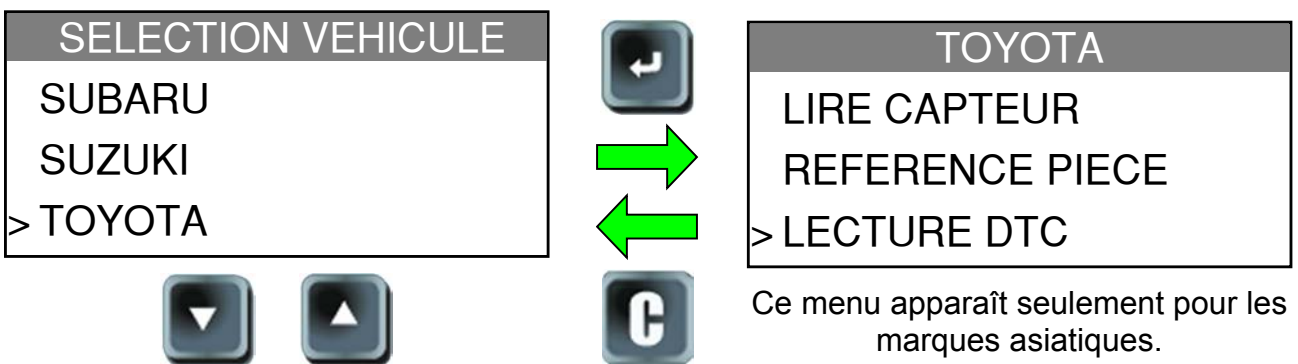 SELECTION VEHICULE
SUBARU
SUZUKI
> TOYOTA
C
TOYOTA
LIRE CAPTEUR
REFERENCE PIECE
> LECTURE DTC
Ce menu apparaît seulement pour les
marques asiatiques.